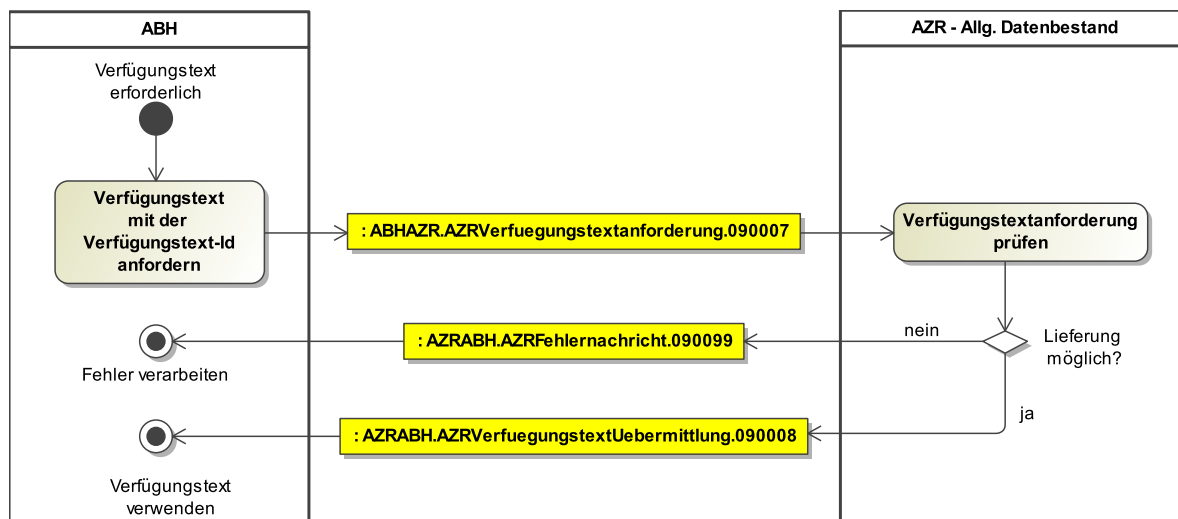 ABH
AZR - Allg. Datenbestand
Verfügungstext
erforderlich
Verfügungstext
mit der
Verfügungstext-Id
anfordern
: ABHAZR.AZRVerfuegungstextanforderung.090007
Verfügungstextanforderung
prüfen
: AZRABH.AZRFehlernachricht.090099
nein
Lieferung
möglich?
Fehler verarbeiten
ja
: AZRABH.AZRVerfuegungstextUebermittlung.090008
Verfügungstext
verwenden